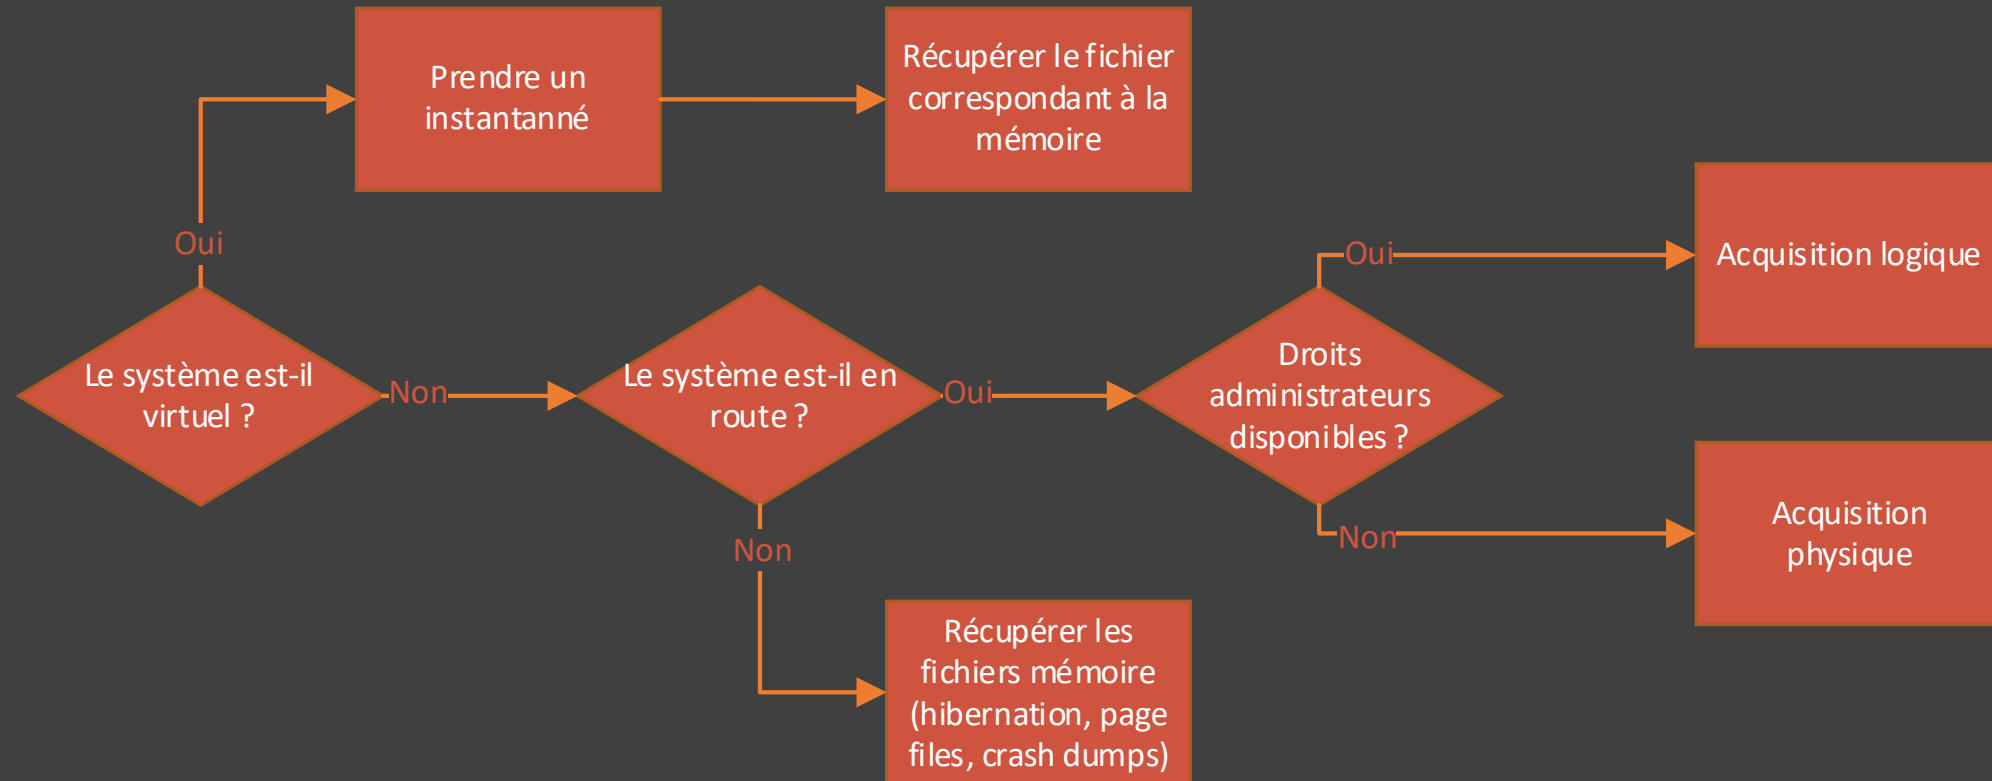 Prendre un
instantanné
Récupérer le fichier
correspondant à la
mémoire
Oui
Oui
Acquisition logique
Le système est-il
virtuel ?
Non
Le système est-il en
route ?
Oui
Droits
administrateurs
disponibles ?
Non
Non
Acquisition
physique
Récupérer les
fichiers mémoire
(hibernation, page
files, crash dumps)